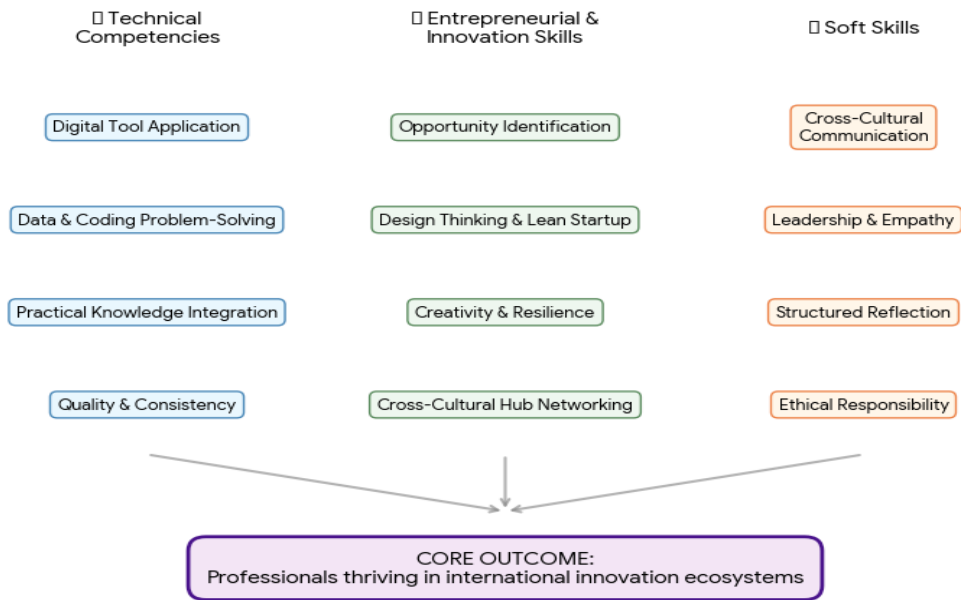 ▯ Technical
Competencies
▯ Entrepreneurial &
Innovation Skills
▯ Soft Skills
Digital Tool Application
Opportunity Identification
Cross-Cultural
Communication
Data & Coding Problem-Solving
Design Thinking & Lean Startup
Leadership & Empathy
Practical Knowledge Integration
Creativity & Resilience
Structured Reflection
Quality & Consistency
Cross-Cultural Hub Networking
Ethical Responsibility
CORE OUTCOME:
Professionals thriving in international innovation ecosystems